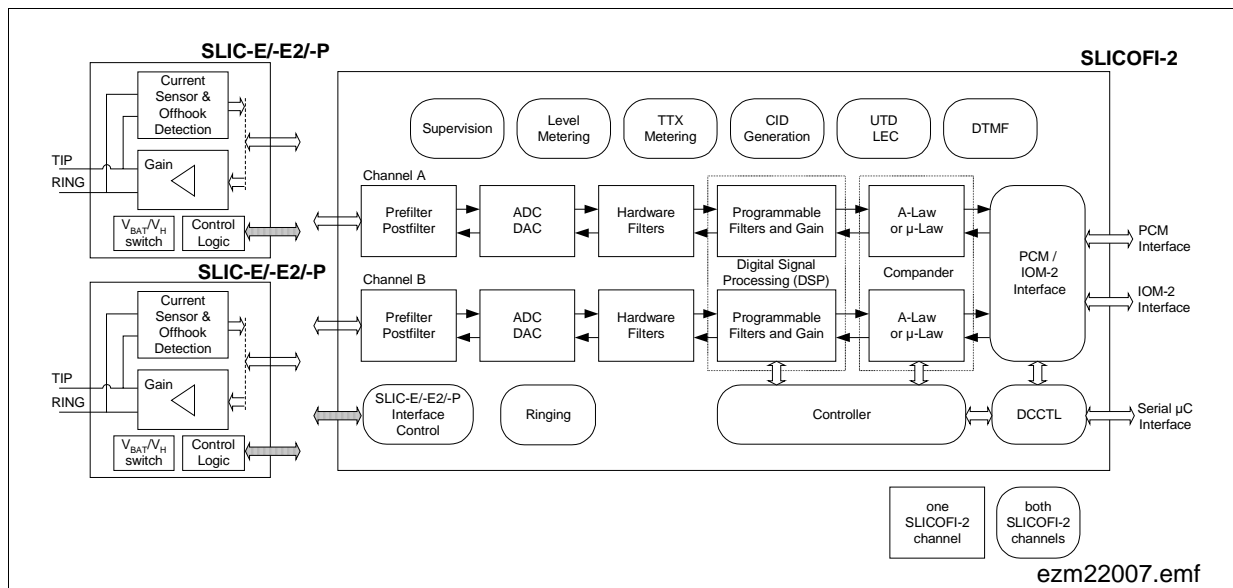 SLIC-E/-E2/-P
Current
Sensor &
Offhook
Detection
TIP
RING
Gain
VBAT/VH
switch
Control
Logic
SLIC-E/-E2/-P
Current
Sensor &
Offhook
Detection
TIP
RING
Gain
VBAT/VH
switch
Control
Logic
SLICOFI-2
Supervision
Level
Metering
TTX
Metering
CID
Generation
UTD
LEC
DTMF
Channel A
Prefilter
Postfilter
ADC
DAC
Hardware
Filters
Programmable
Filters and Gain
A-Law
or µ-Law
Digital Signal
Processing (DSP)
Compander
Channel B
Prefilter
Postfilter
ADC
DAC
Hardware
Filters
Programmable
Filters and Gain
A-Law
or µ-Law
PCM /
IOM-2
Interface
PCM
Interface
IOM-2
Interface
SLIC-E/-E2/-P
Interface
Control
Ringing
Controller
DCCTL
Serial µC
Interface
one
SLICOFI-2
channel
both
SLICOFI-2
channels
ezm22007.emf